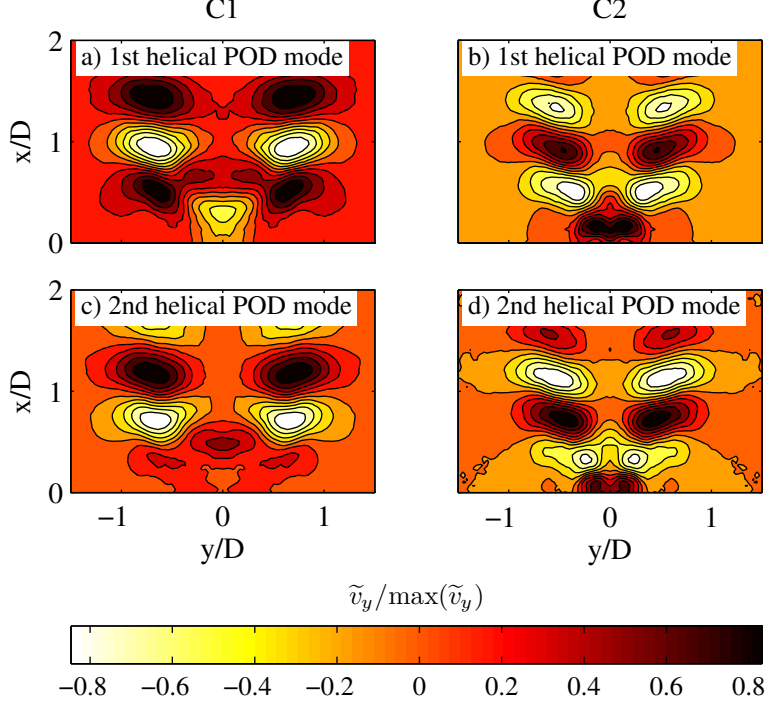 C1 C2
2 a) 1st helical POD mode b) 1st helical POD mode
x/D 1
0
2 c) 2nd helical POD mode d) 2nd helical POD mode
x/D 1
0
−1 0 1 −1 0 1
y/D y/D
ṽ_y/max(ṽ_y)
−0.8 −0.6 −0.4 −0.2 0 0.2 0.4 0.6 0.8